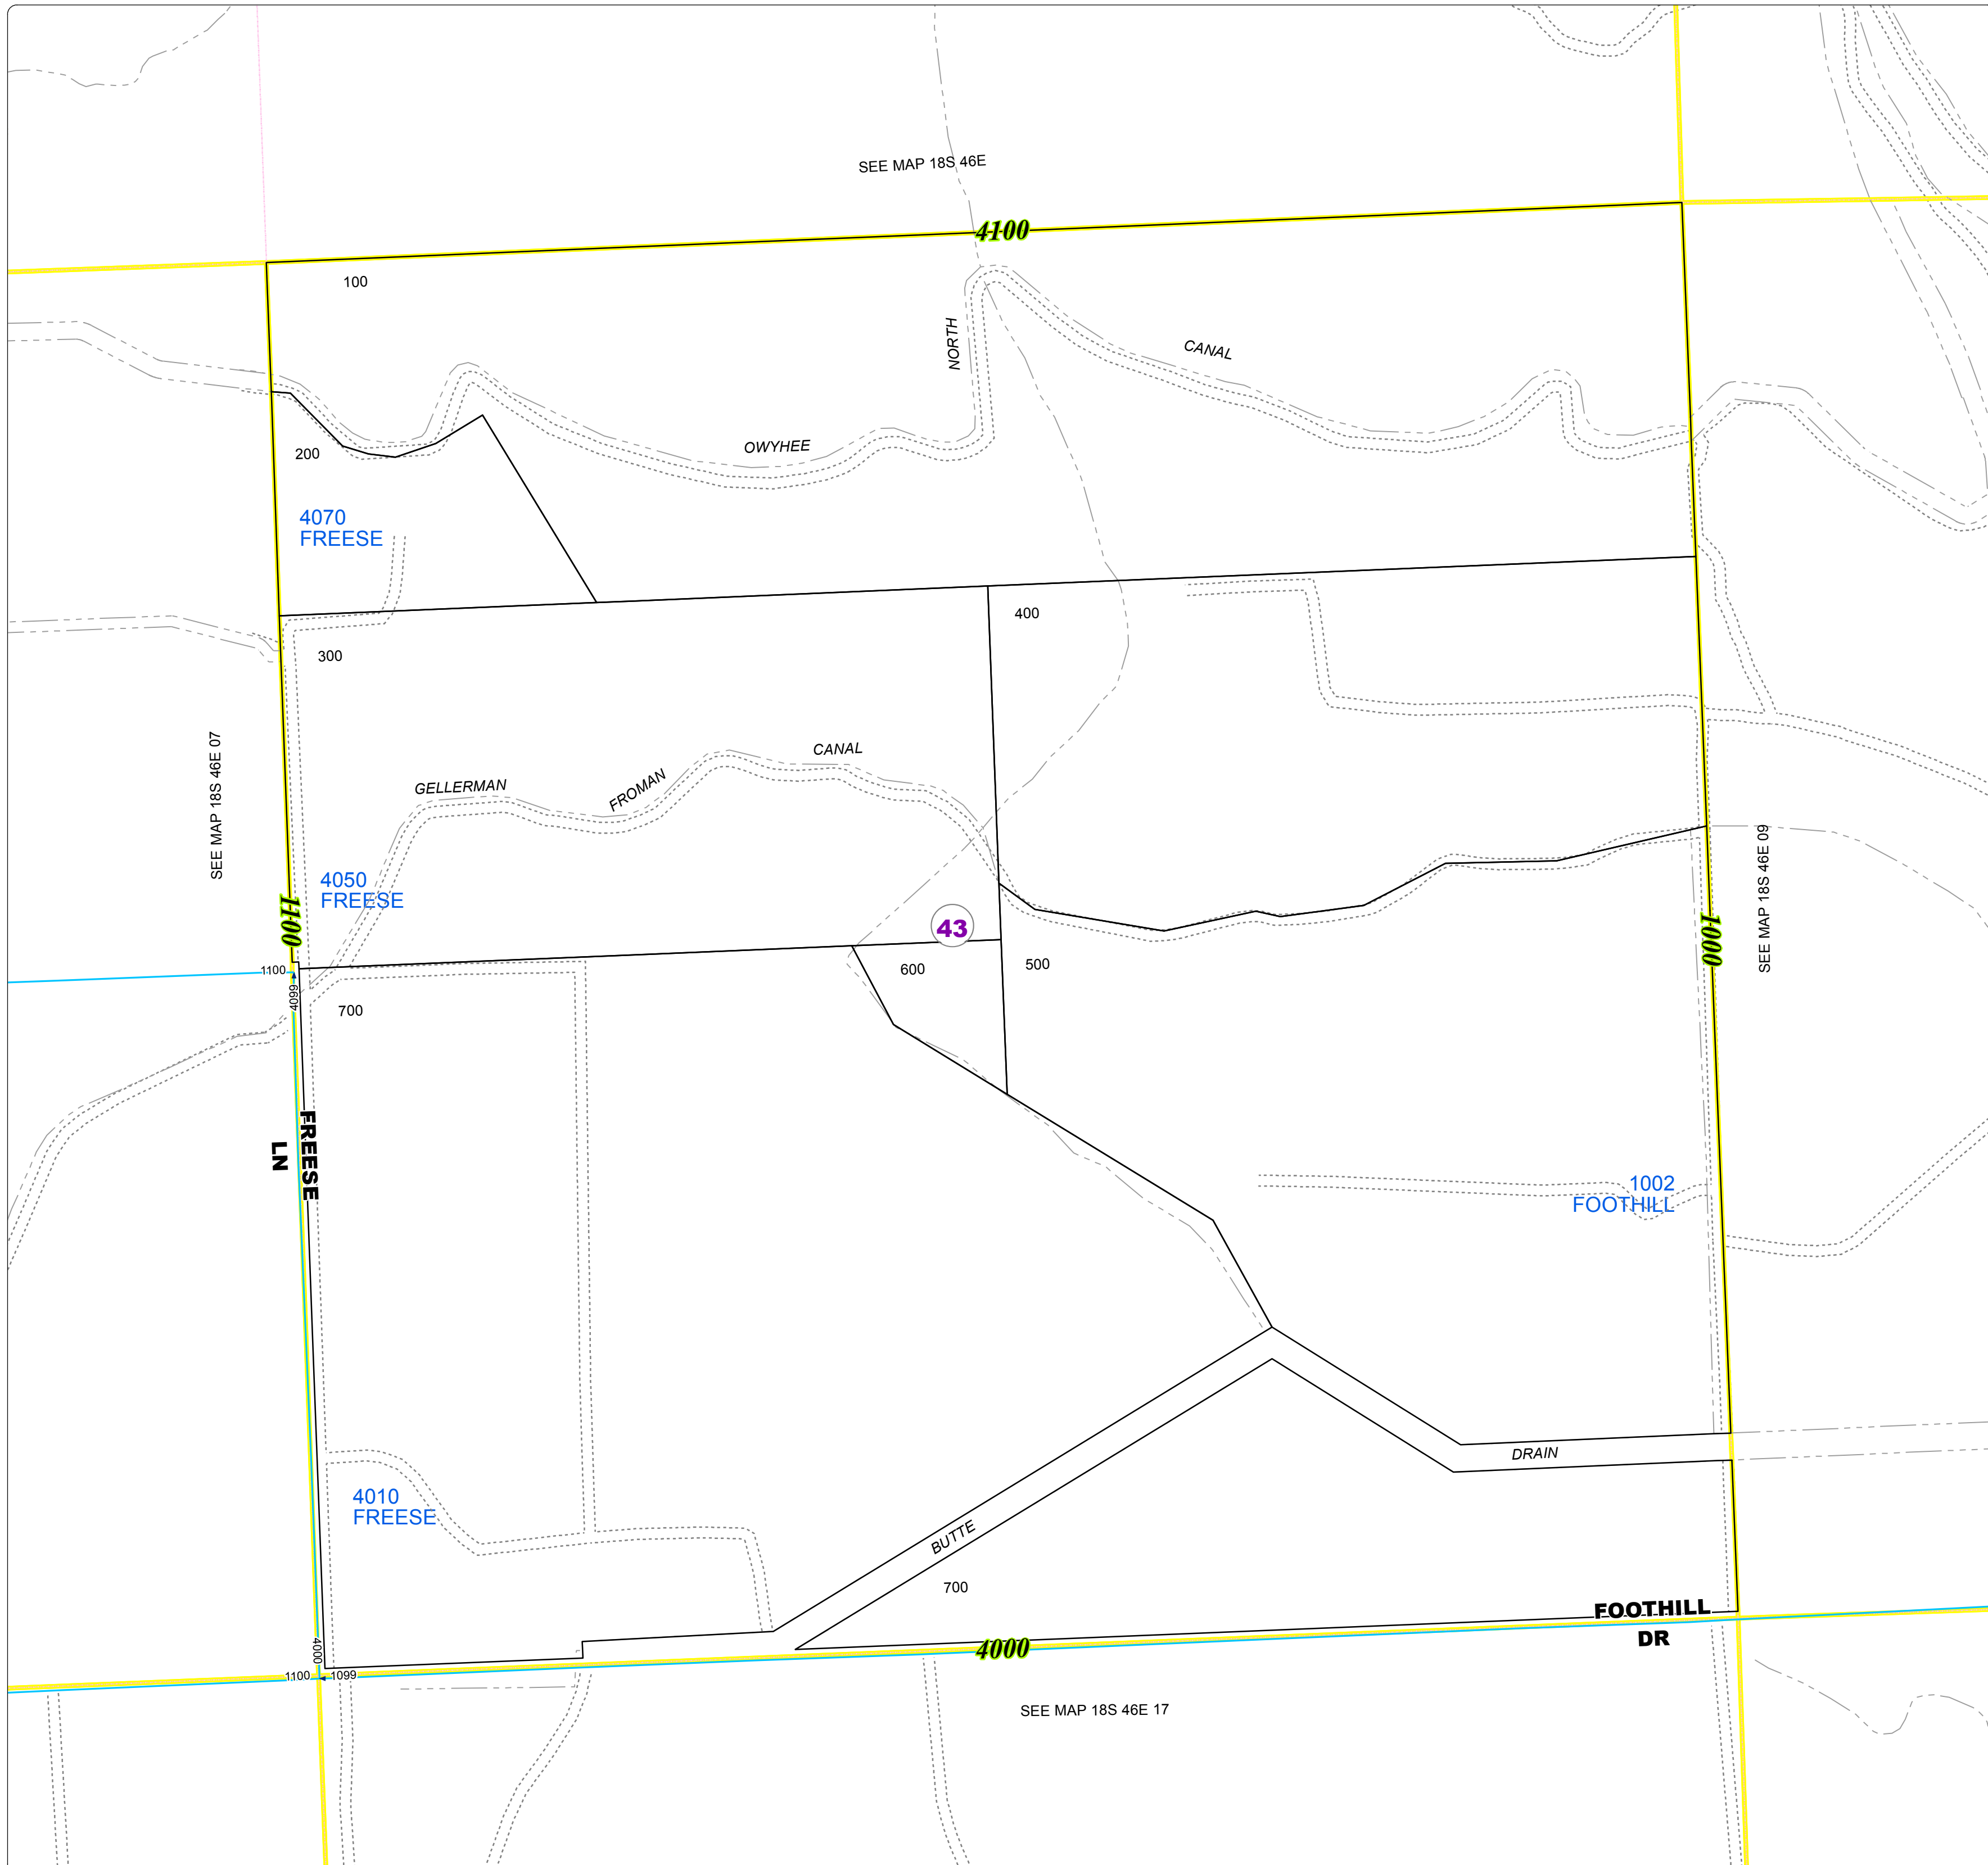 SEE MAP 18S 46E
4100
100
NORTH
CANAL
OWYHEE
200
4070
FREESE
400
300
SEE MAP 18S 46E 07
CANAL
GELLERMAN
FROMAN
4050
FREESE
1100
43
SEE MAP 18S 46E 09
1000
1100
4099
600
500
700
FREESE
LN
1002
FOOTHILL
DRAIN
4010
FREESE
BUTTE
700
FOOTHILL
DR
4000
4000
1100
1099
SEE MAP 18S 46E 17